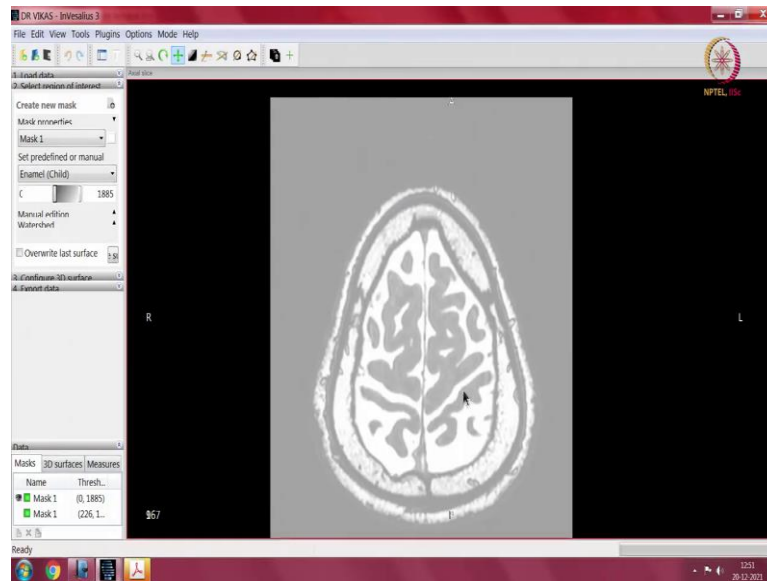 DR VIKAS - InVesalius 3
File Edit View Tools Plugins Options Mode Help
NPTEL, IISc
1. Load data
Axial slice
2. Select region of interest
Create new mask
Mask properties
Mask 1
Set predefined or manual
Enamel (Child)
1885
Manual edition
Watershed
Overwrite last surface
3. Configure 3D surface
4. Export data
R
L
Data
Masks 3D surfaces Measures
Name Thresh...
Mask 1 (0, 1885)
Mask 1 (226, 1...
Ready
12:51
20-12-2021